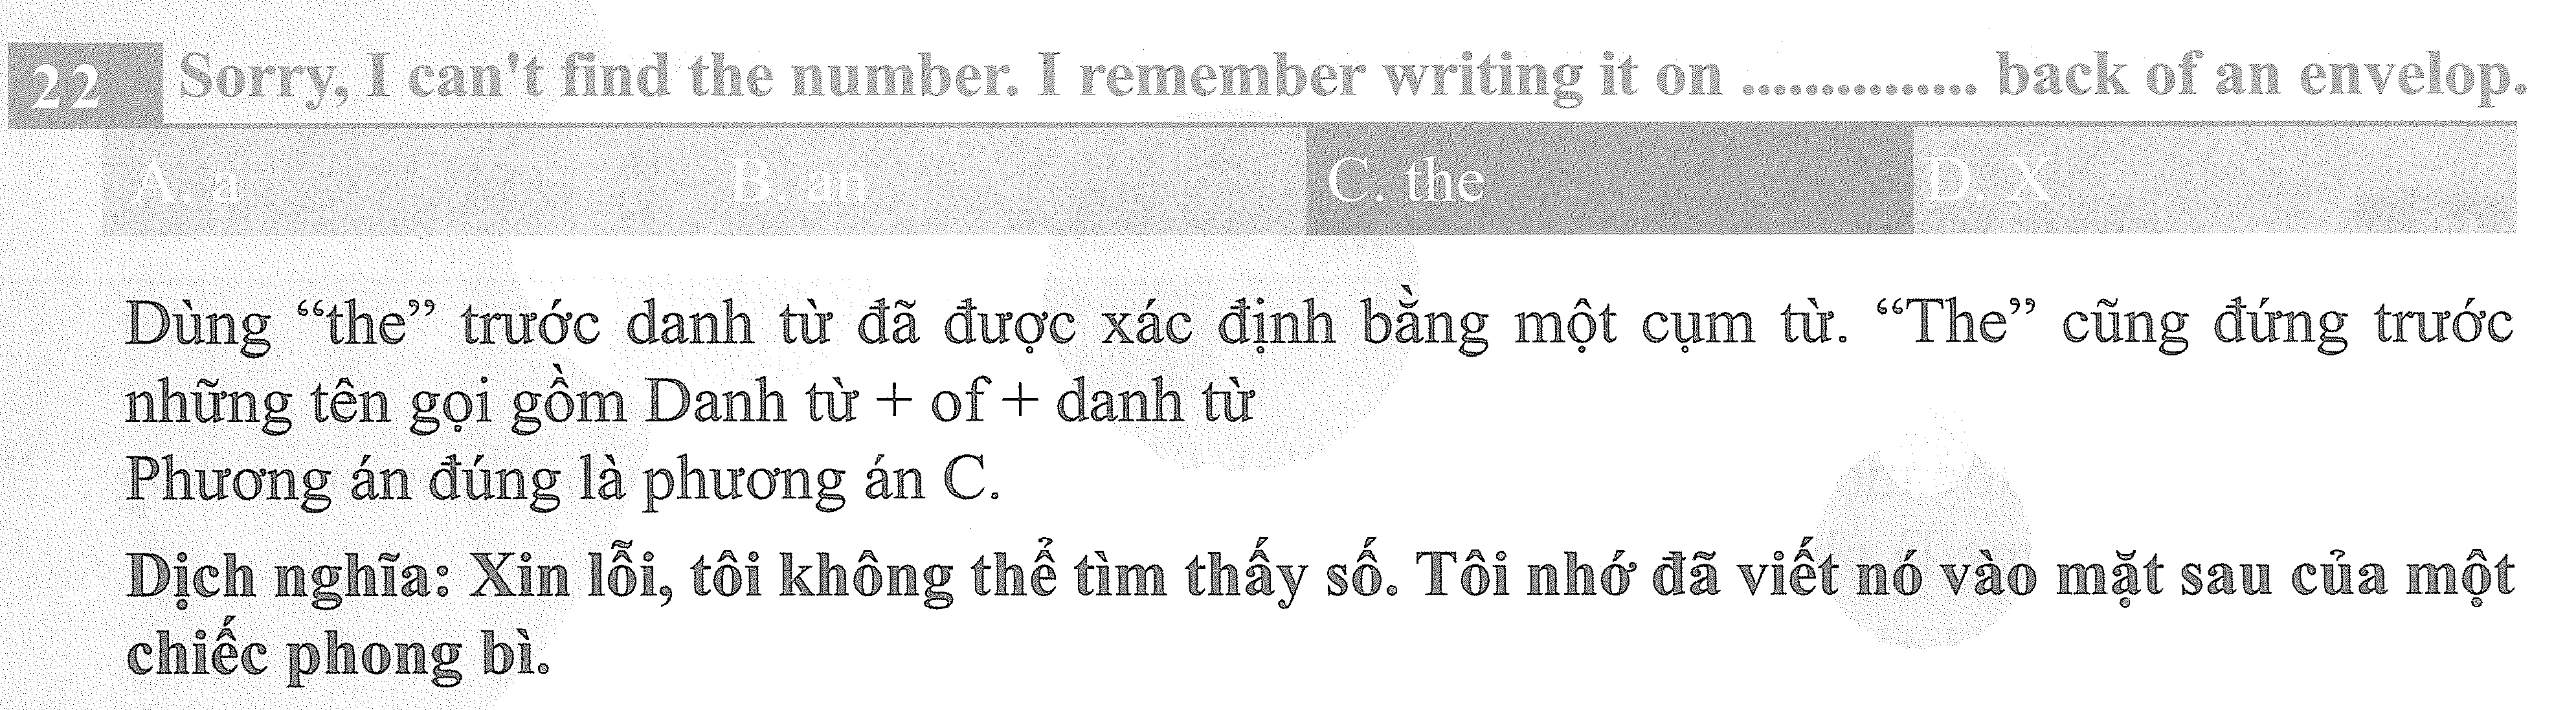 22 Sorry, I can't find the number. I remember writing it on .............. back of an envelop.
A. a B. an C. the D. X
Dùng “the” trước danh từ đã được xác định bằng một cụm từ. “The” cũng đứng trước
những tên gọi gồm Danh từ + of + danh từ
Phương án đúng là phương án C.
Dịch nghĩa: Xin lỗi, tôi không thể tìm thấy số. Tôi nhớ đã viết nó vào mặt sau của một
chiếc phong bì.